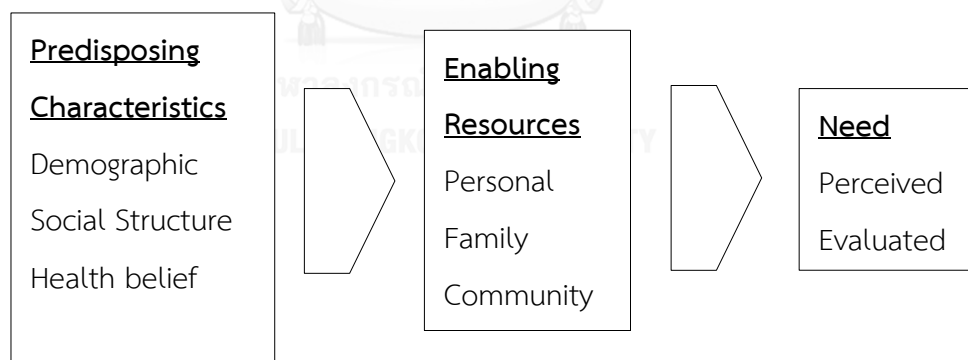 Predisposing
Characteristics
Demographic
Social Structure
Health belief
Enabling
Resources
Personal
Family
Community
Need
Perceived
Evaluated